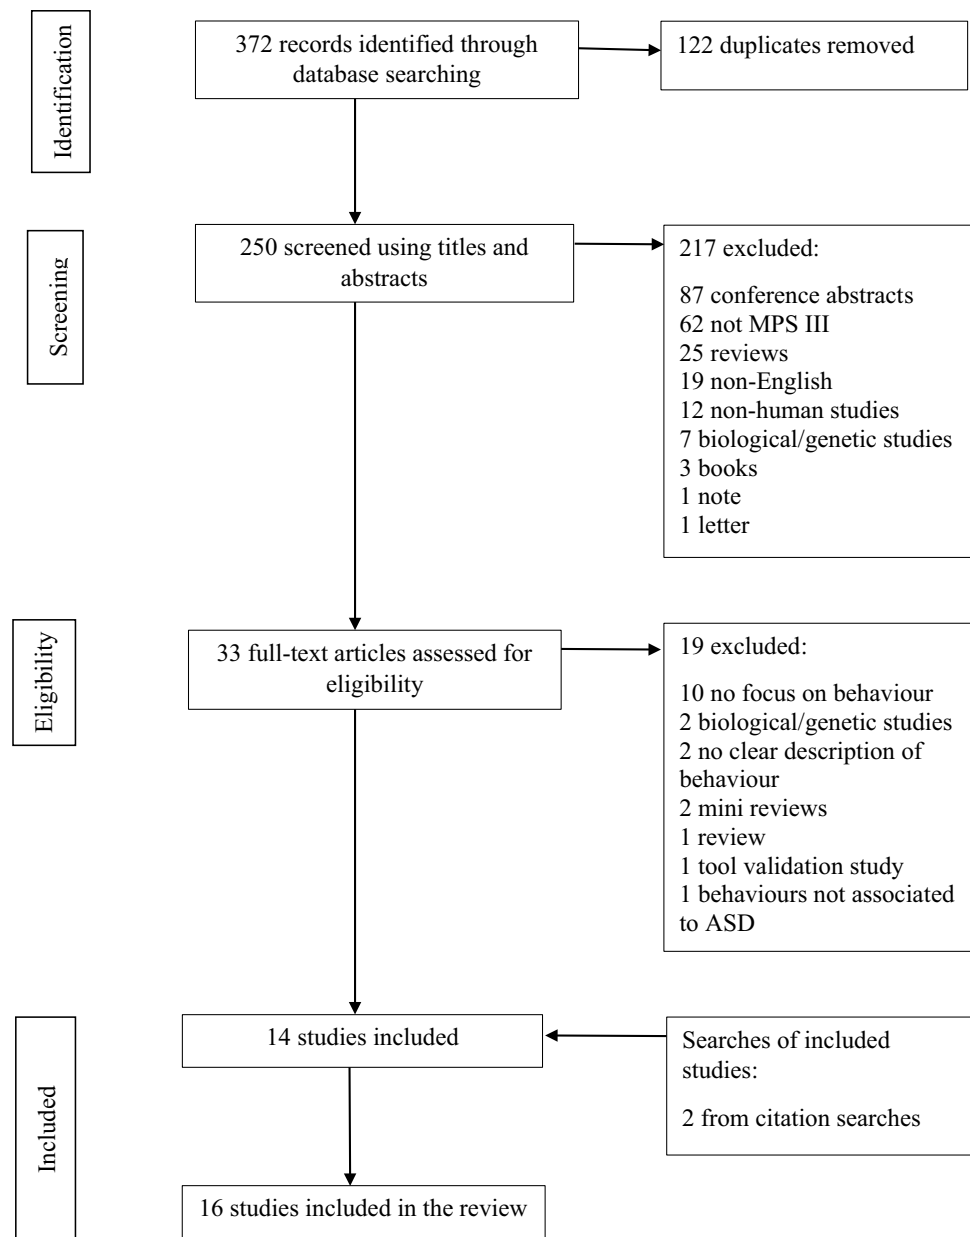 Identification
372 records identified through
database searching
122 duplicates removed
Screening
250 screened using titles and
abstracts
217 excluded:
87 conference abstracts
62 not MPS III
25 reviews
19 non-English
12 non-human studies
7 biological/genetic studies
3 books
1 note
1 letter
Eligibility
33 full-text articles assessed for
eligibility
19 excluded:
10 no focus on behaviour
2 biological/genetic studies
2 no clear description of
behaviour
2 mini reviews
1 review
1 tool validation study
1 behaviours not associated
to ASD
Included
14 studies included
Searches of included
studies:
2 from citation searches
16 studies included in the review